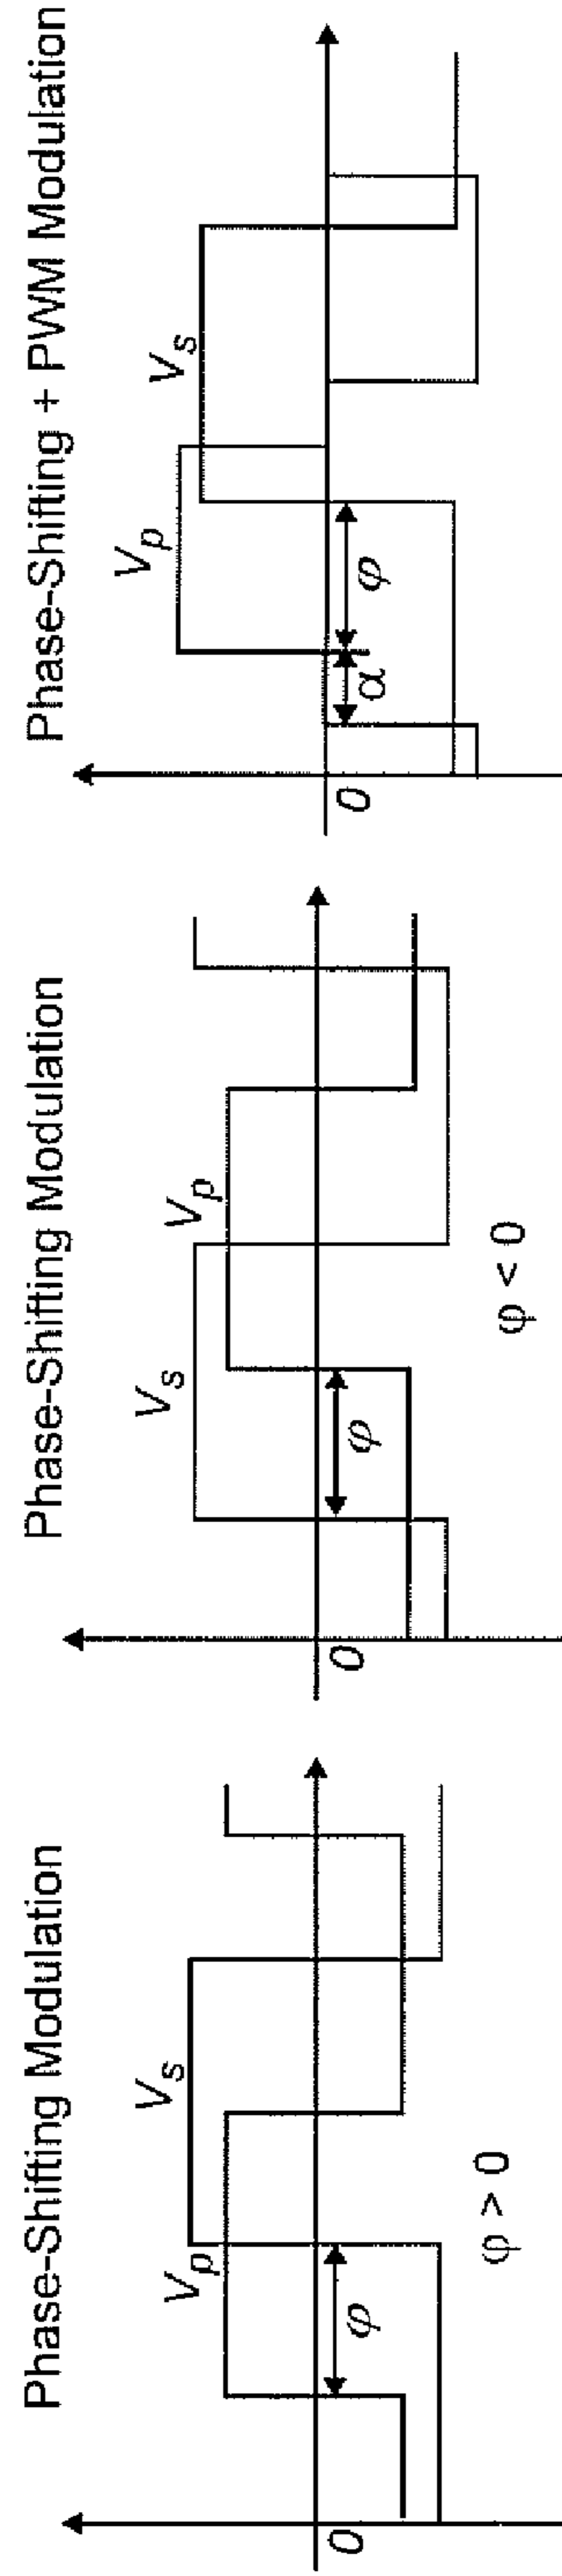 Phase-Shifting Modulation
V_p
V_s
φ
0
φ > 0
Phase-Shifting Modulation
V_s
V_p
φ
0
φ < 0
Phase-Shifting + PWM Modulation
V_p
V_s
α
φ
0